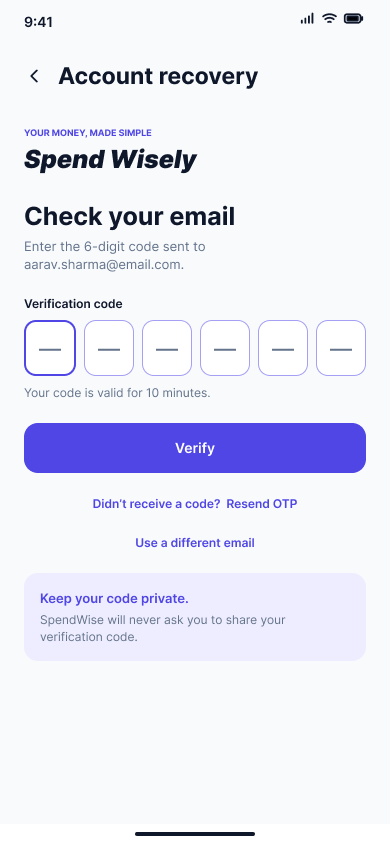 9:41
Account recovery
YOUR MONEY, MADE SIMPLE
Spend Wisely
Check your email
Enter the 6-digit code sent to
aarav.sharma@email.com.
Verification code
— — — — — —
Your code is valid for 10 minutes.
Verify
Didn’t receive a code? Resend OTP
Use a different email
Keep your code private.
SpendWise will never ask you to share your
verification code.